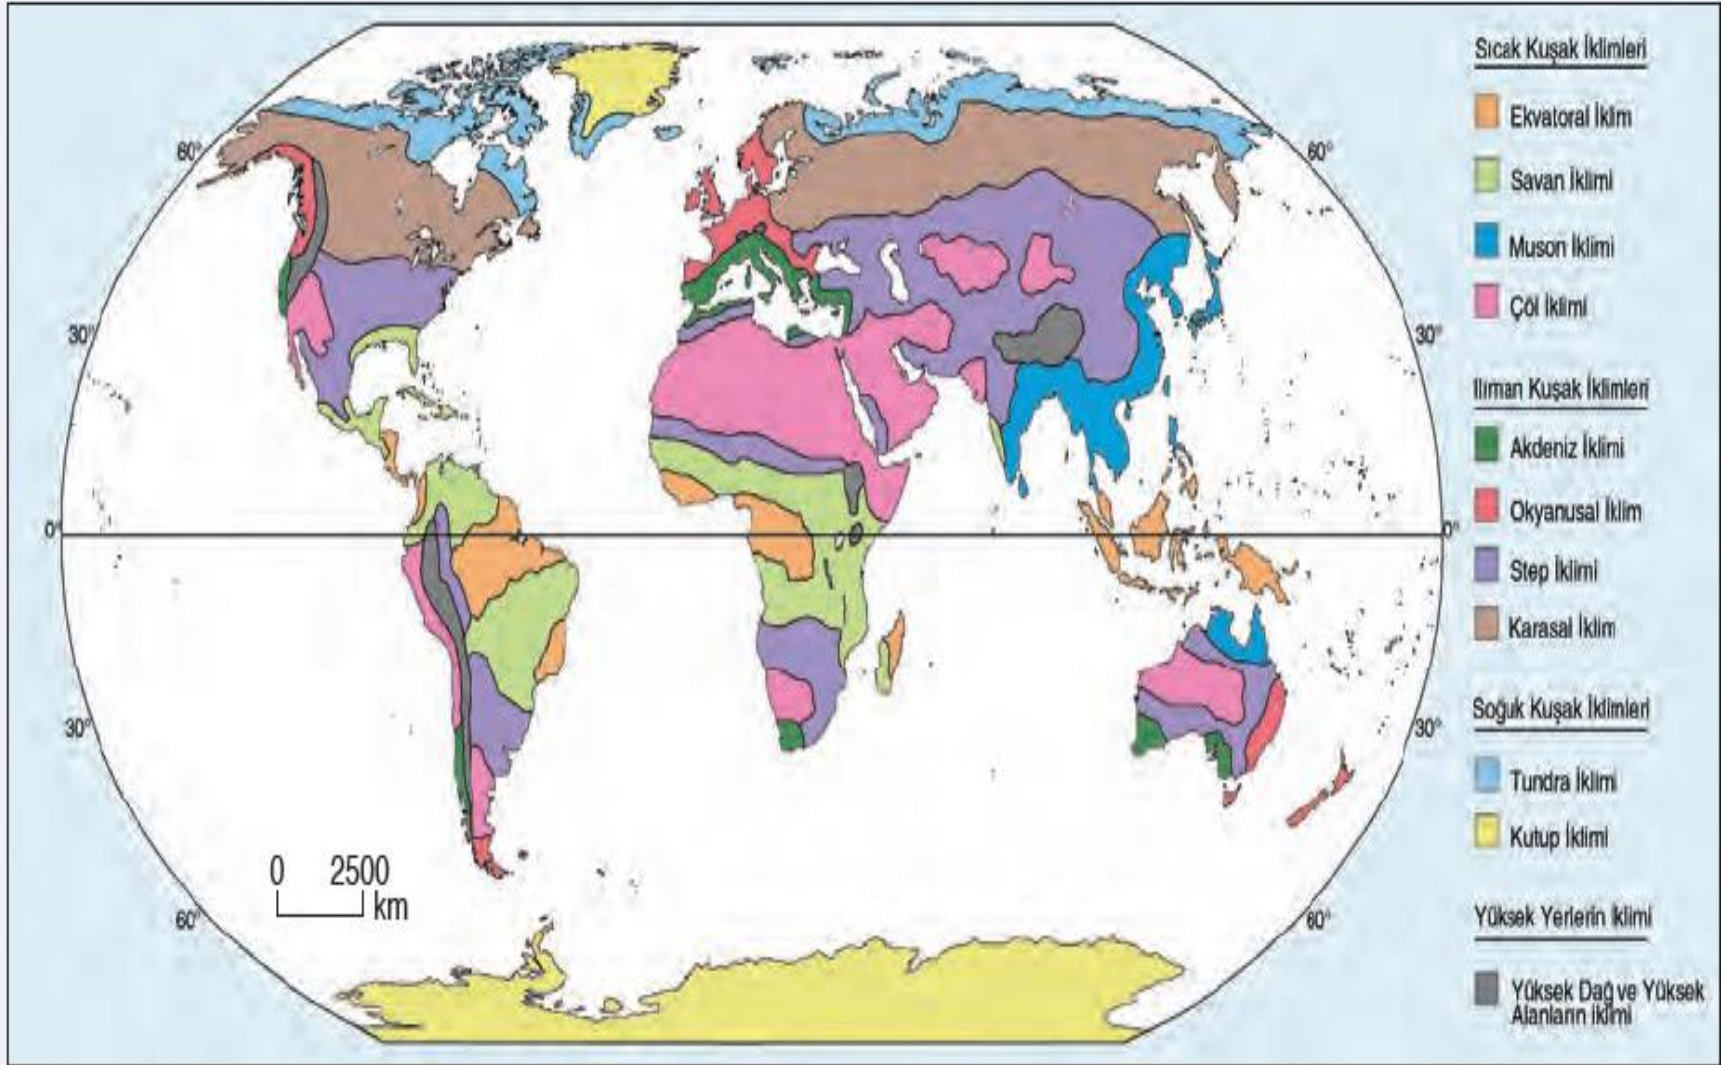 Sıcak Kuşak İklimleri
Ekvatoral İklim
Savan İklimi
Muson İklimi
Çöl İklimi
Ilıman Kuşak İklimleri
Akdeniz İklimi
Okyanusal İklim
Step İklimi
Karasal İklim
Soğuk Kuşak İklimleri
Tundra İklimi
Kutup İklimi
Yüksek Yerlerin İklimi
Yüksek Dağ ve Yüksek
Alanların iklimi
60° 60°
30° 30°
0° 0°
30° 30°
0 2500
km
60° 60°